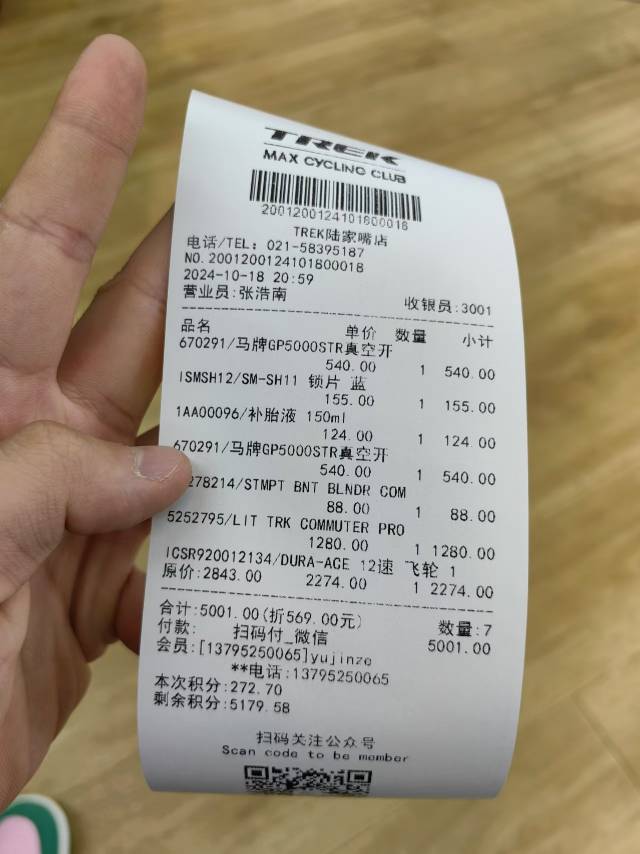 TREK
MAX CYCLING CLUB
2001200124101800018
TREK陆家嘴店
电话/TEL: 021-58395187
NO.2001200124101800018
2024-10-18 20:59
营业员:张浩南 收银员:3001
品名 单价 数量 小计
670291/马牌GP5000STR真空开
540.00 1 540.00
ISMSH12/SM-SH11 锁片 蓝
155.00 1 155.00
1AA00096/补胎液 150ml
124.00 1 124.00
670291/马牌GP5000STR真空开
540.00 1 540.00
278214/STMPT BNT BLNDR COM
88.00 1 88.00
5252795/LIT TRK COMMUTER PRO
1280.00 1 1280.00
ICSR920012134/DURA-ACE 12速 飞轮 1
原价:2843.00 2274.00 1 2274.00
合计:5001.00(折569.00元) 数量:7
付款: 扫码付_微信 5001.00
会员:[13795250065]yujinze
**电话:13795250065
本次积分:272.70
剩余积分:5179.58
扫码关注公众号
Scan code to be member